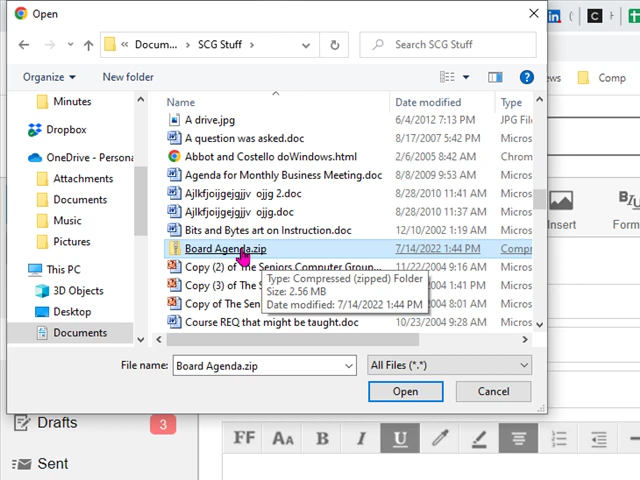 Open
Docum... SCG Stuff
Search SCG Stuff
Organize New folder
Name Date modified Type
Minutes
Dropbox
OneDrive - Persona
Attachments
Documents
Music
Pictures
This PC
3D Objects
Desktop
Documents
A drive.jpg 6/4/2012 7:13 PM JPG File
A question was asked.doc 8/17/2007 5:42 PM Micros
Abbot and Costello doWindows.html 2/6/2005 8:42 AM Chrom
Agenda for Monthly Business Meeting.doc 8/8/2009 9:53 AM Micros
Ajlkfjoijgejgjjv ojjg 2.doc 8/28/2010 11:41 AM Micros
Ajlkfjoijgejgjjv ojjg.doc 8/28/2010 11:37 AM Micros
Bits and Bytes art on Instruction.doc 12/10/2002 1:19 AM Micros
Board Agenda.zip 7/14/2022 1:44 PM Compr
Copy (2) of The Seniors Computer Group... 11/22/2004 9:16 AM Micros
Copy (3) of The Se 4 1:41 PM Micros
Copy of The Sen 4 8:01 AM Micros
Course REQ that might be taught.doc 10/23/2004 9:28 AM Micros
Type: Compressed (zipped) Folder
Size: 2.56 MB
Date modified: 7/14/2022 1:44 PM
File name: Board Agenda.zip All Files (*.*)
Open Cancel
ews Comp
Insert Form
Drafts 3
Sent
FF AA B I U